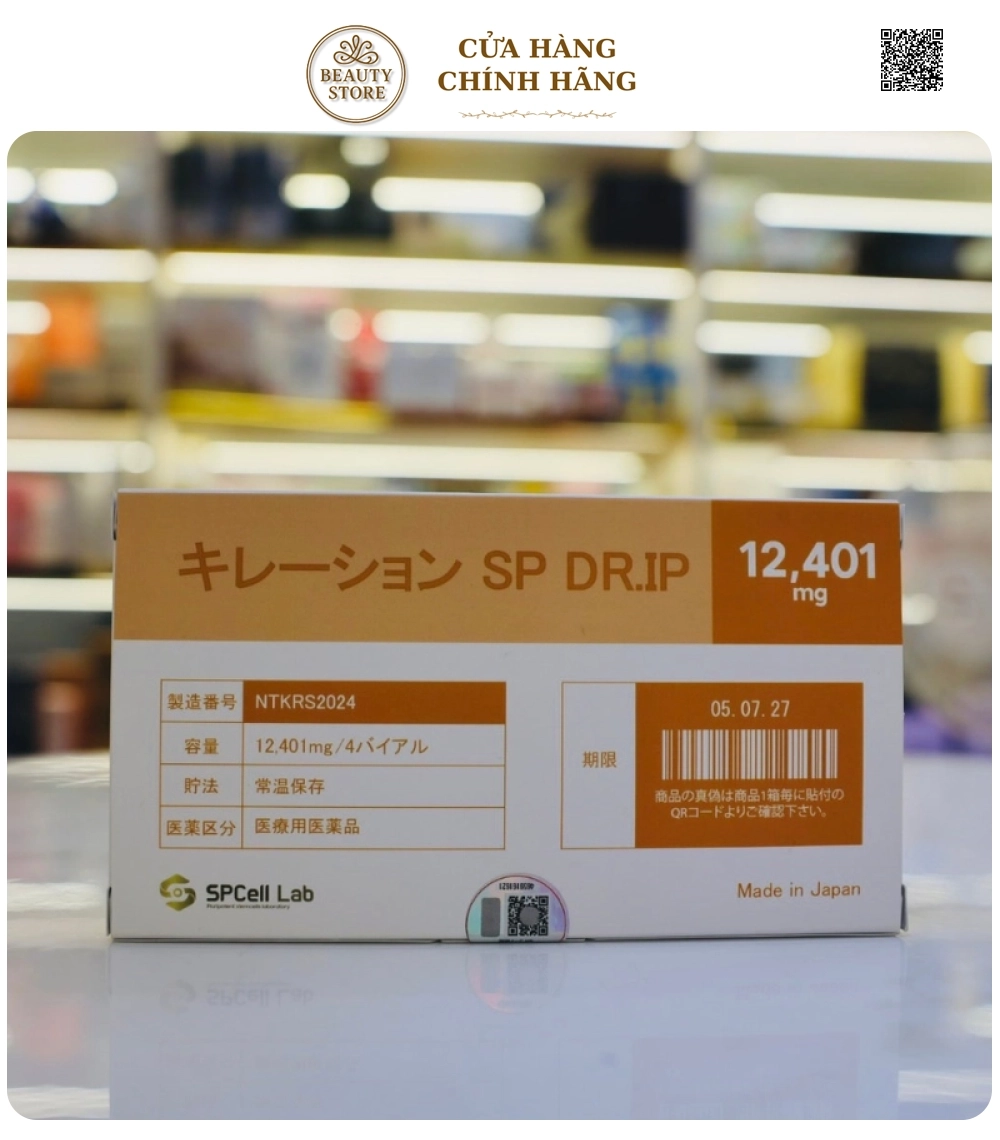 BEAUTY
STORE
CỬA HÀNG
CHÍNH HÃNG
キレーション SP DR.IP
12,401
mg
製造番号 NTKRS2024
容量 12,401mg/4バイアル
貯法 常温保存
医薬区分 医療用医薬品
期限
05. 07. 27
商品の真偽は商品1箱毎に貼付の
QRコードよりご確認下さい。
SPCell Lab
Made in Japan